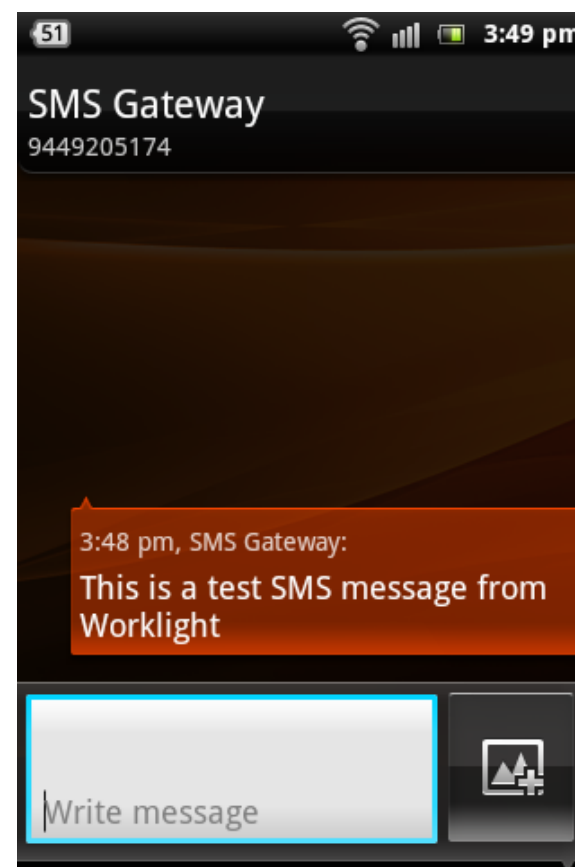 51 3:49 pm
SMS Gateway
9449205174
3:48 pm, SMS Gateway:
This is a test SMS message from
Worklight
Write message